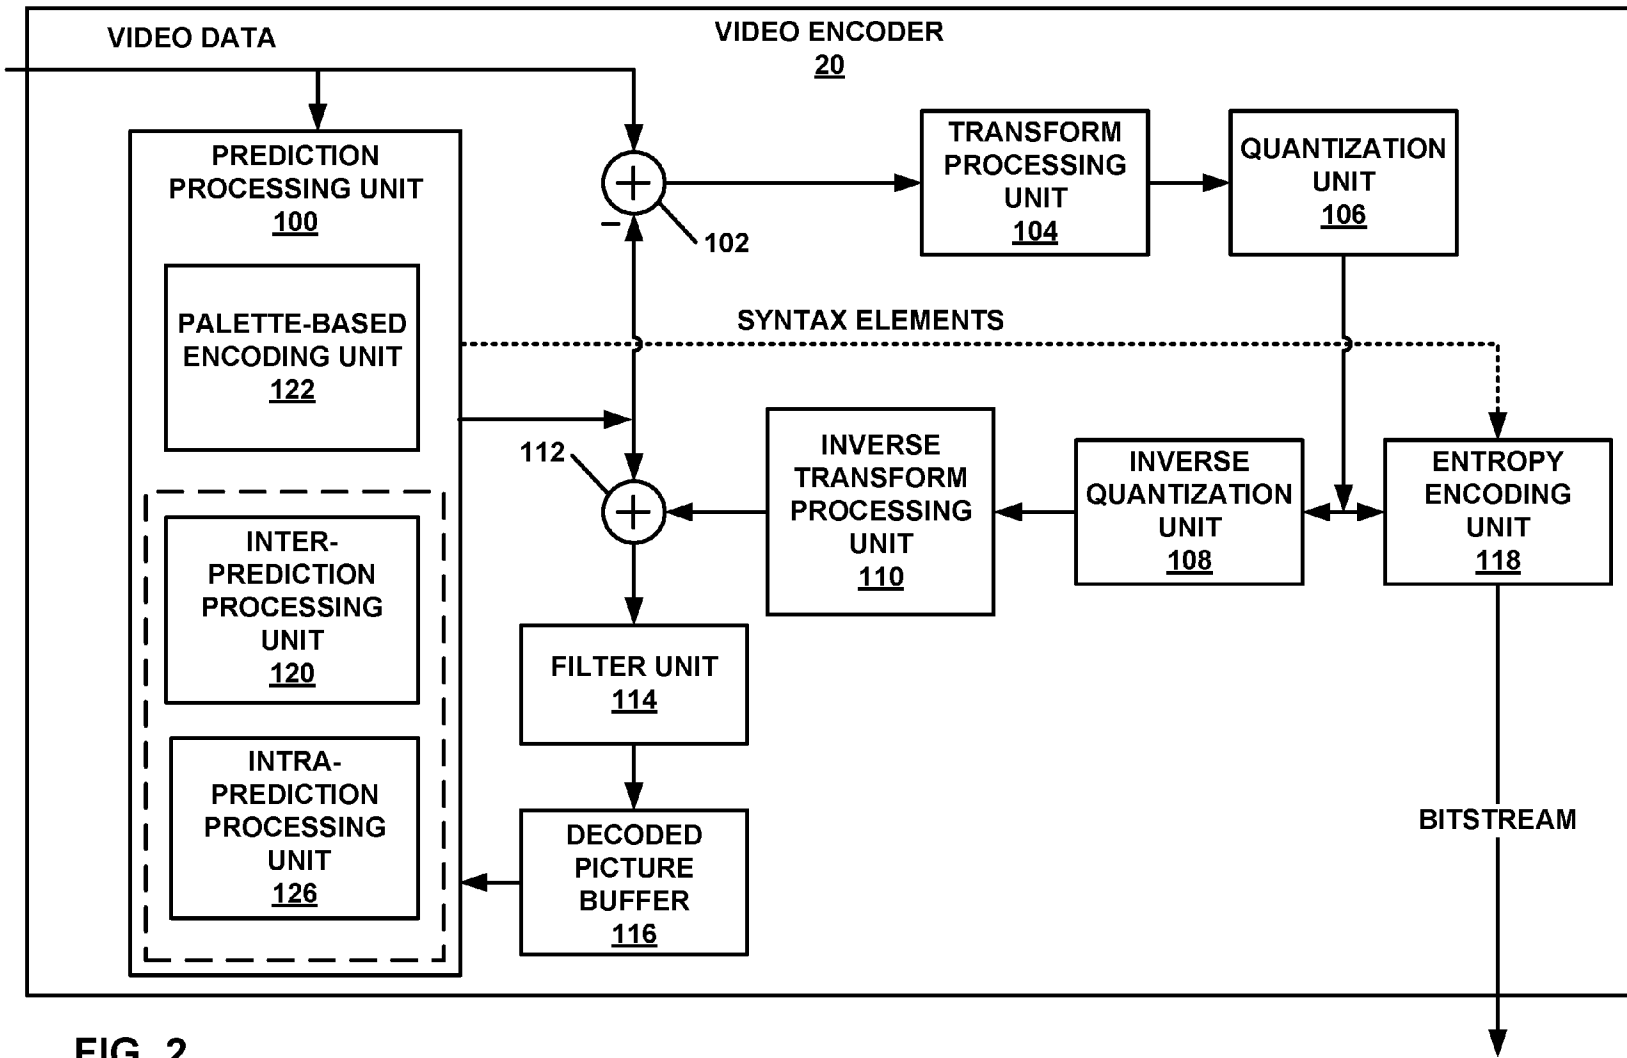 VIDEO DATA
VIDEO ENCODER
20
PREDICTION
PROCESSING UNIT
100
PALETTE-BASED
ENCODING UNIT
122
INTER-
PREDICTION
PROCESSING
UNIT
120
INTRA-
PREDICTION
PROCESSING
UNIT
126
+
−
102
TRANSFORM
PROCESSING
UNIT
104
QUANTIZATION
UNIT
106
SYNTAX ELEMENTS
112
+
INVERSE
TRANSFORM
PROCESSING
UNIT
110
INVERSE
QUANTIZATION
UNIT
108
ENTROPY
ENCODING
UNIT
118
FILTER UNIT
114
DECODED
PICTURE
BUFFER
116
BITSTREAM
FIG. 2